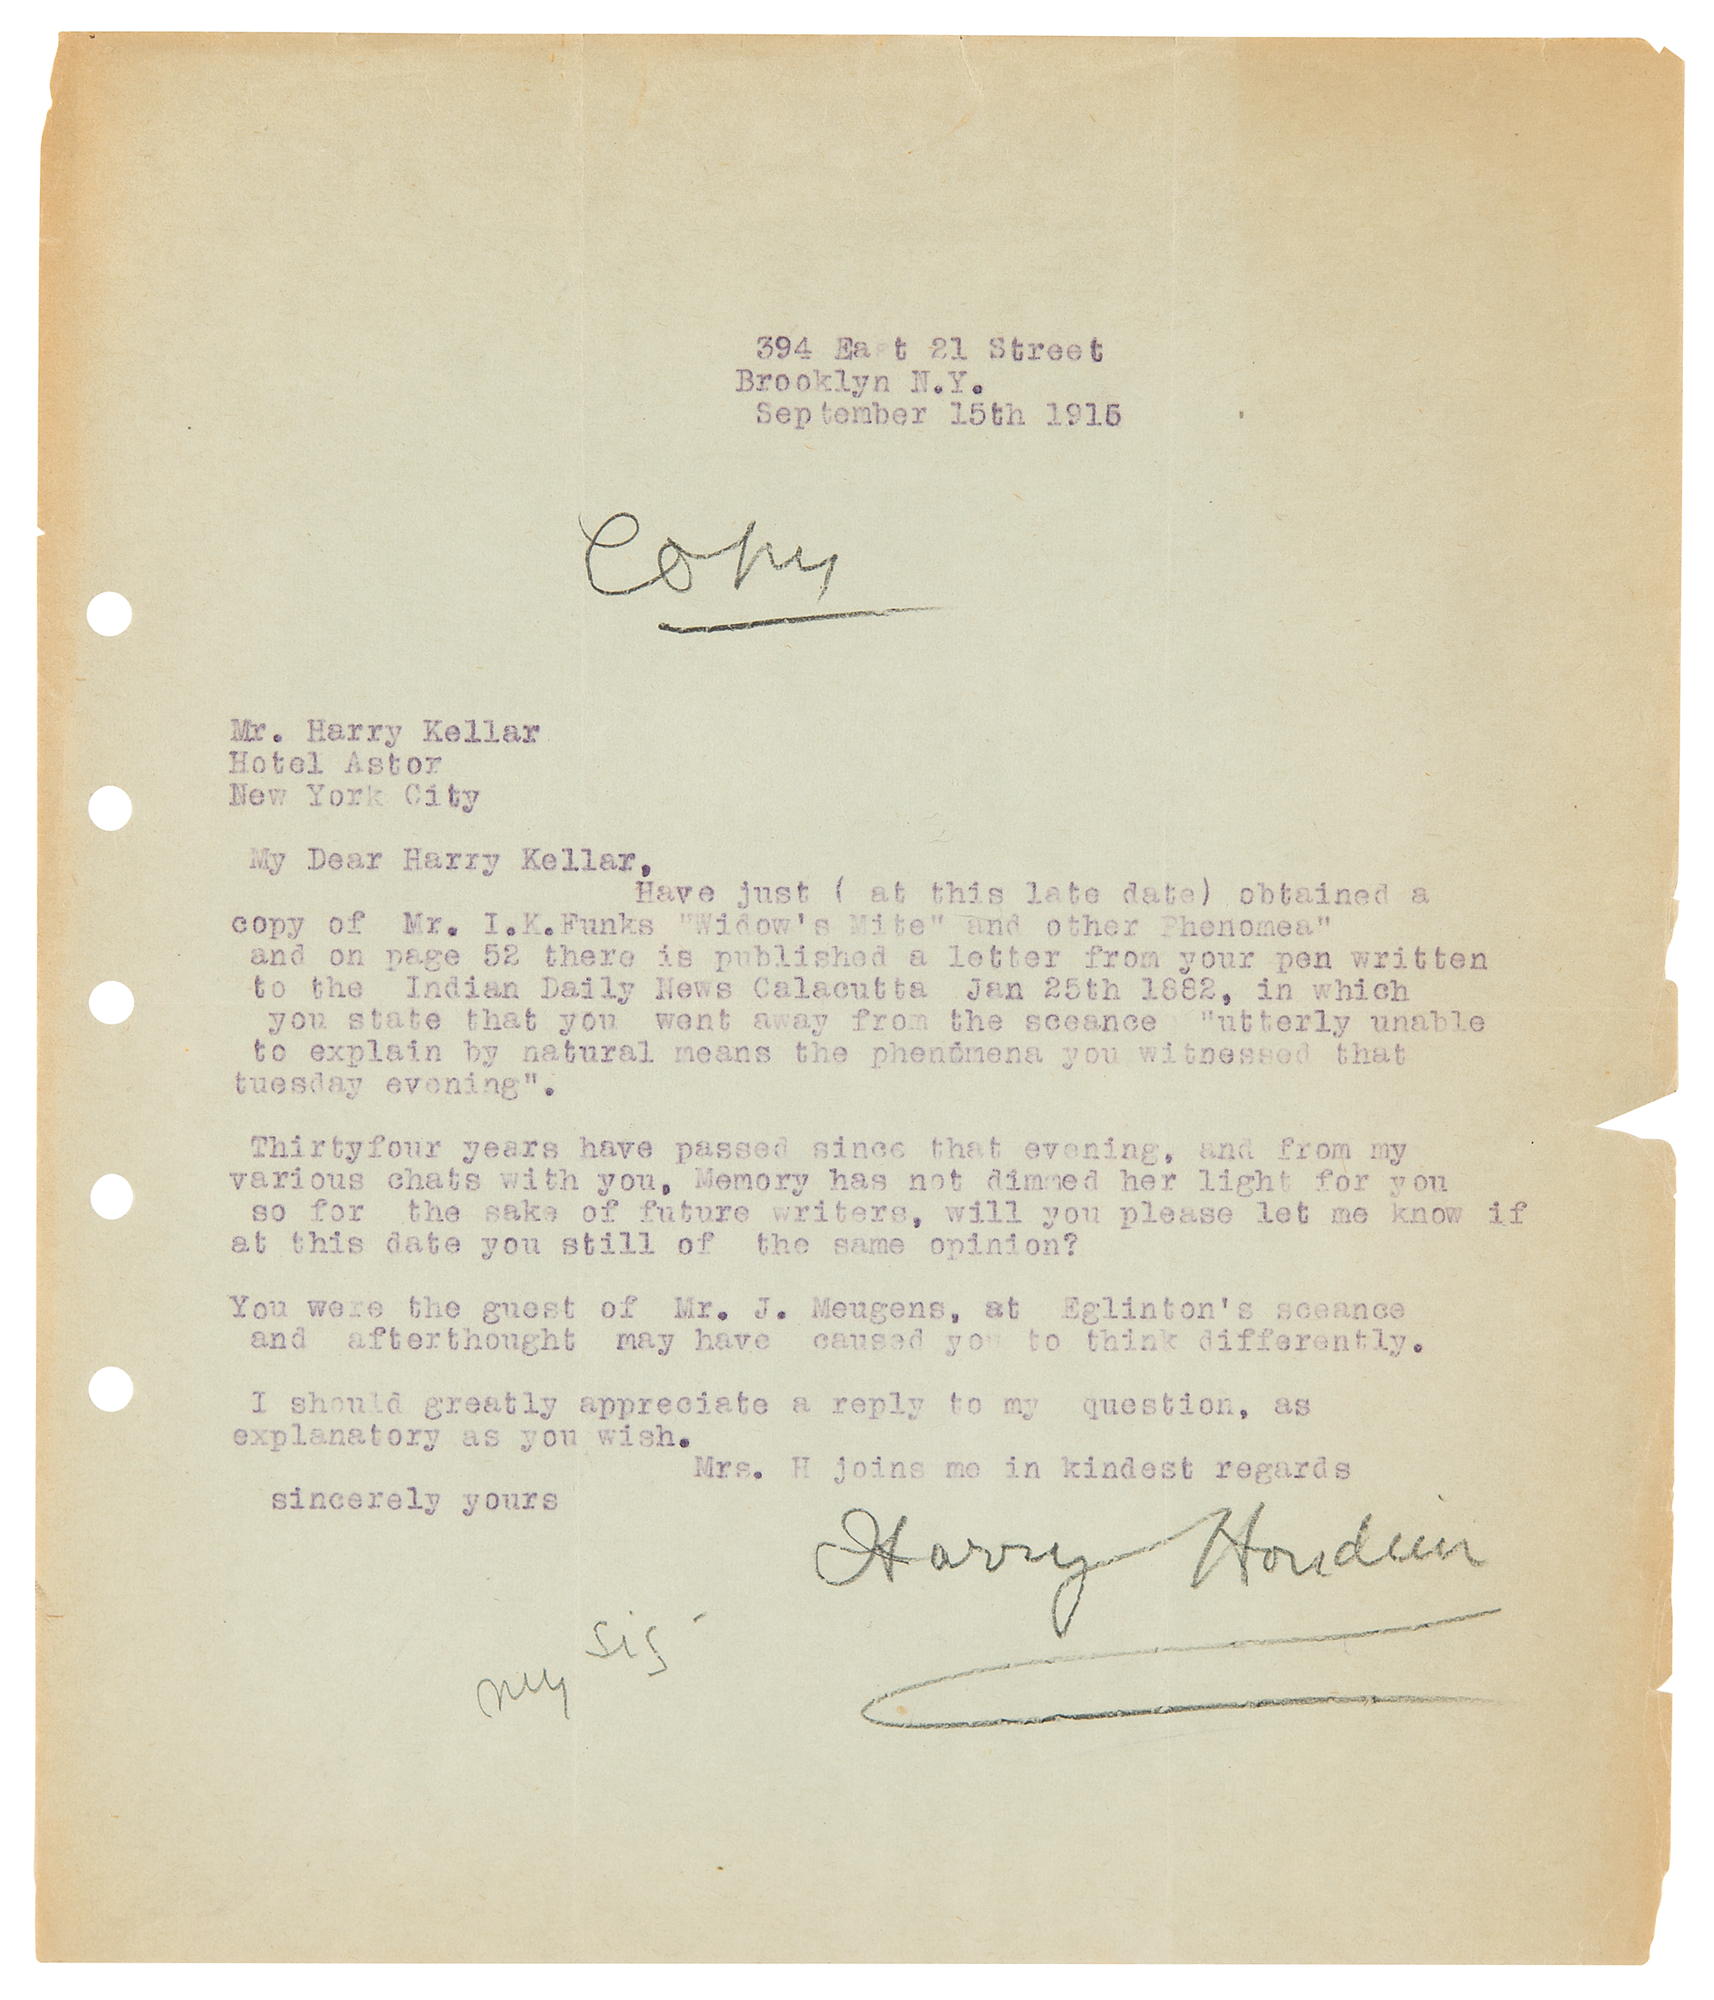 394 East 21 Street
Brooklyn N.Y.
September 15th 1916
Copy
Mr. Harry Kellar
Hotel Astor
New York City
My Dear Harry Kellar,
Have just ( at this late date) obtained a
copy of Mr. I.K.Funks "Widow's Mite" and other Phenomea"
and on page 52 there is published a letter from your pen written
to the Indian Daily News Calacutta Jan 25th 1882, in which
you state that you went away from the sceance "utterly unable
to explain by natural means the phenomena you witnessed that
tuesday evening".
Thirtyfour years have passed since that evening, and from my
various chats with you, Memory has not dimmed her light for you
so for the sake of future writers, will you please let me know if
at this date you still of the same opinion?
You were the guest of Mr. J. Meugens, at Eglinton's sceance
and afterthought may have caused you to think differently.
I should greatly appreciate a reply to my question, as
explanatory as you wish.
Mrs. H joins me in kindest regards
sincerely yours
Harry Houdini
my sig-